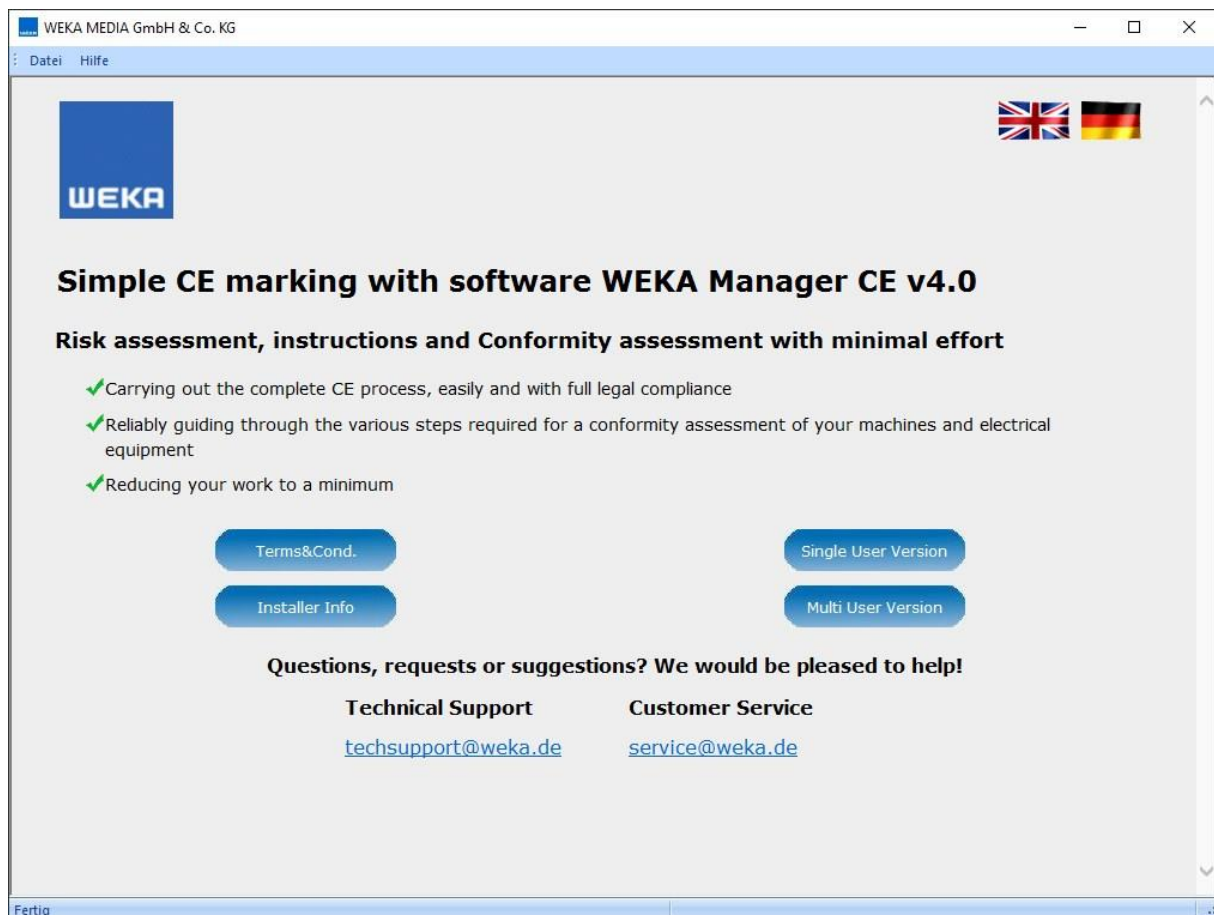 WEKA MEDIA GmbH & Co. KG
Datei Hilfe
WEKA
Simple CE marking with software WEKA Manager CE v4.0
Risk assessment, instructions and Conformity assessment with minimal effort
Carrying out the complete CE process, easily and with full legal compliance
Reliably guiding through the various steps required for a conformity assessment of your machines and electrical
equipment
Reducing your work to a minimum
Terms&Cond. Single User Version
Installer Info Multi User Version
Questions, requests or suggestions? We would be pleased to help!
Technical Support Customer Service
techsupport@weka.de service@weka.de
Fertig